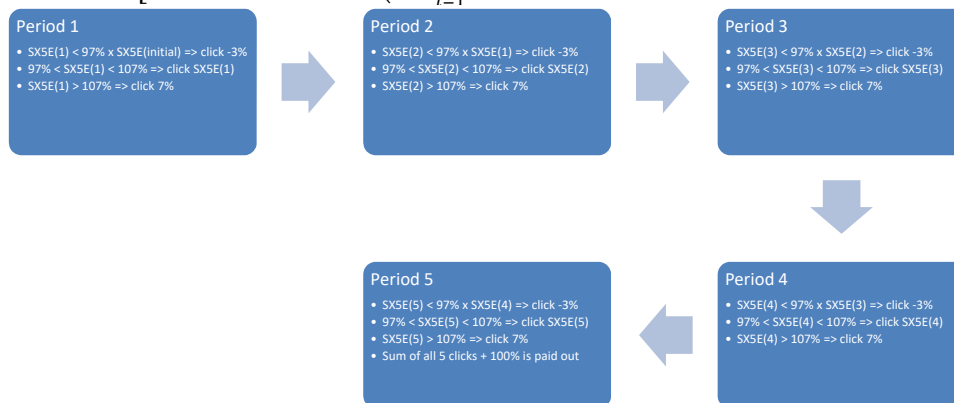 Period 1
• SX5E(1) < 97% x SX5E(initial) => click -3%
• 97% < SX5E(1) < 107% => click SX5E(1)
• SX5E(1) > 107% => click 7%
Period 2
• SX5E(2) < 97% x SX5E(1) => click -3%
• 97% < SX5E(2) < 107% => click SX5E(2)
• SX5E(2) > 107% => click 7%
Period 3
• SX5E(3) < 97% x SX5E(2) => click -3%
• 97% < SX5E(3) < 107% => click SX5E(3)
• SX5E(3) > 107% => click 7%
Period 4
• SX5E(4) < 97% x SX5E(3) => click -3%
• 97% < SX5E(4) < 107% => click SX5E(4)
• SX5E(4) > 107% => click 7%
Period 5
• SX5E(5) < 97% x SX5E(4) => click -3%
• 97% < SX5E(5) < 107% => click SX5E(5)
• SX5E(5) > 107% => click 7%
• Sum of all 5 clicks + 100% is paid out